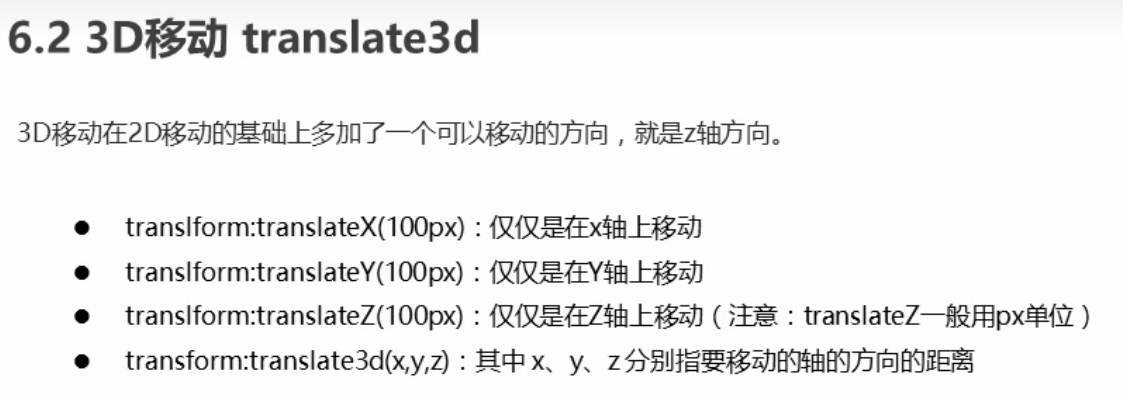 6.2 3D移动 translate3d
3D移动在2D移动的基础上多加了一个可以移动的方向，就是z轴方向。
● translform:translateX(100px)：仅仅是在x轴上移动
● translform:translateY(100px)：仅仅是在Y轴上移动
● translform:translateZ(100px)：仅仅是在Z轴上移动（注意：translateZ一般用px单位）
● transform:translate3d(x,y,z)：其中 x、y、z 分别指要移动的轴的方向的距离